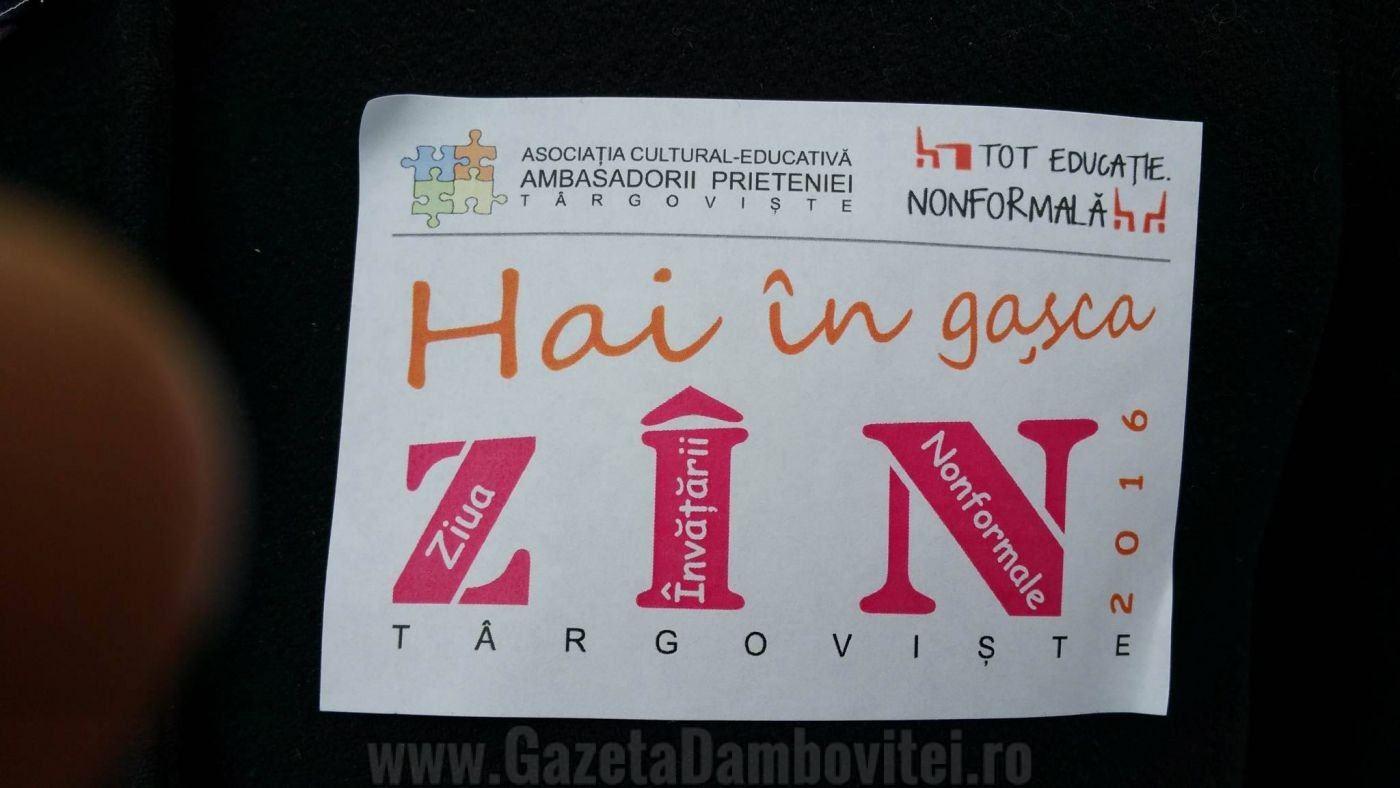 ASOCIAȚIA CULTURAL-EDUCATIVĂ
AMBASADORII PRIETENIEI
TÂRGOVIȘTE
TOT EDUCAȚIE.
NONFORMALĂ
Hai în gașca
ZÎN
Ziua
Învățării
Nonformale
2016
TÂRGOVIȘTE
www.GazetaDambovitei.ro